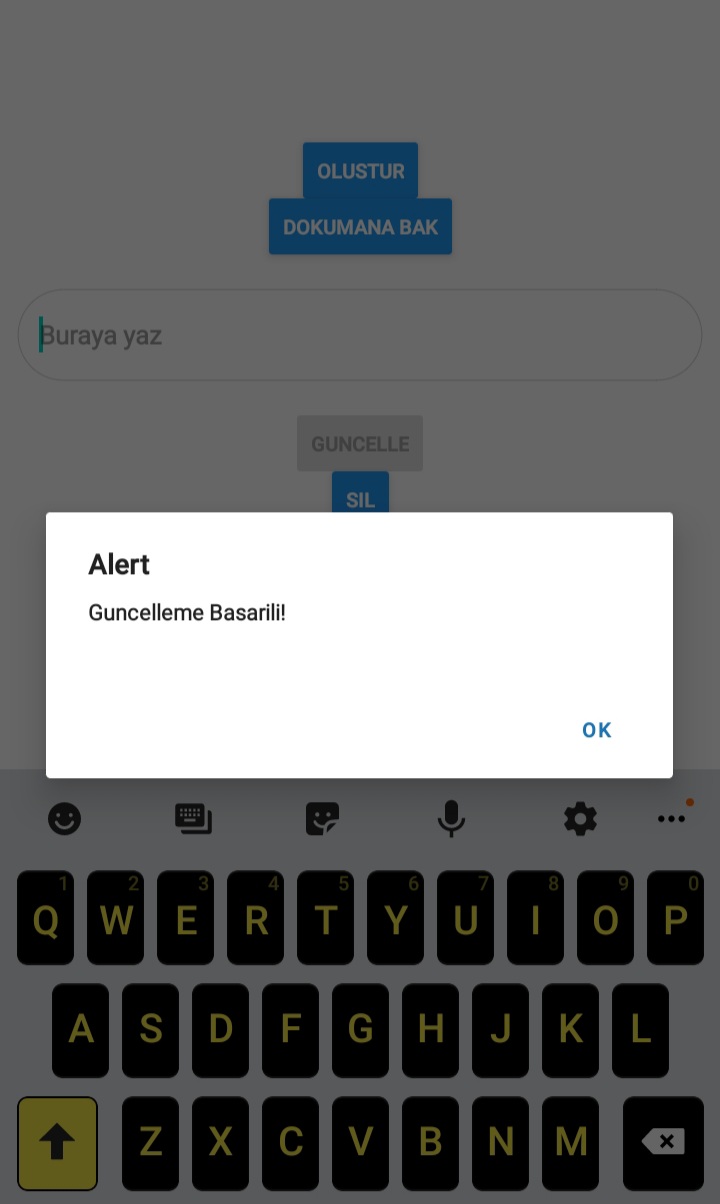 OLUSTUR
DOKUMANA BAK
Buraya yaz
GUNCELLE
SIL
Alert
Guncelleme Basarili!
OK
1 2 3 4 5 6 7 8 9 0
Q W E R T Y U I O P
A S D F G H J K L
Z X C V B N M